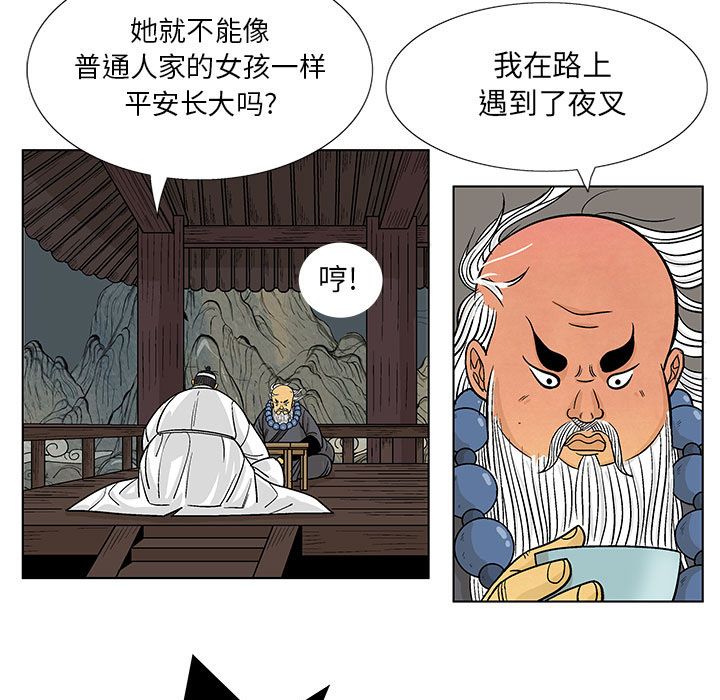 她就不能像
普通人家的女孩一样
平安长大吗?
哼!
我在路上
遇到了夜叉